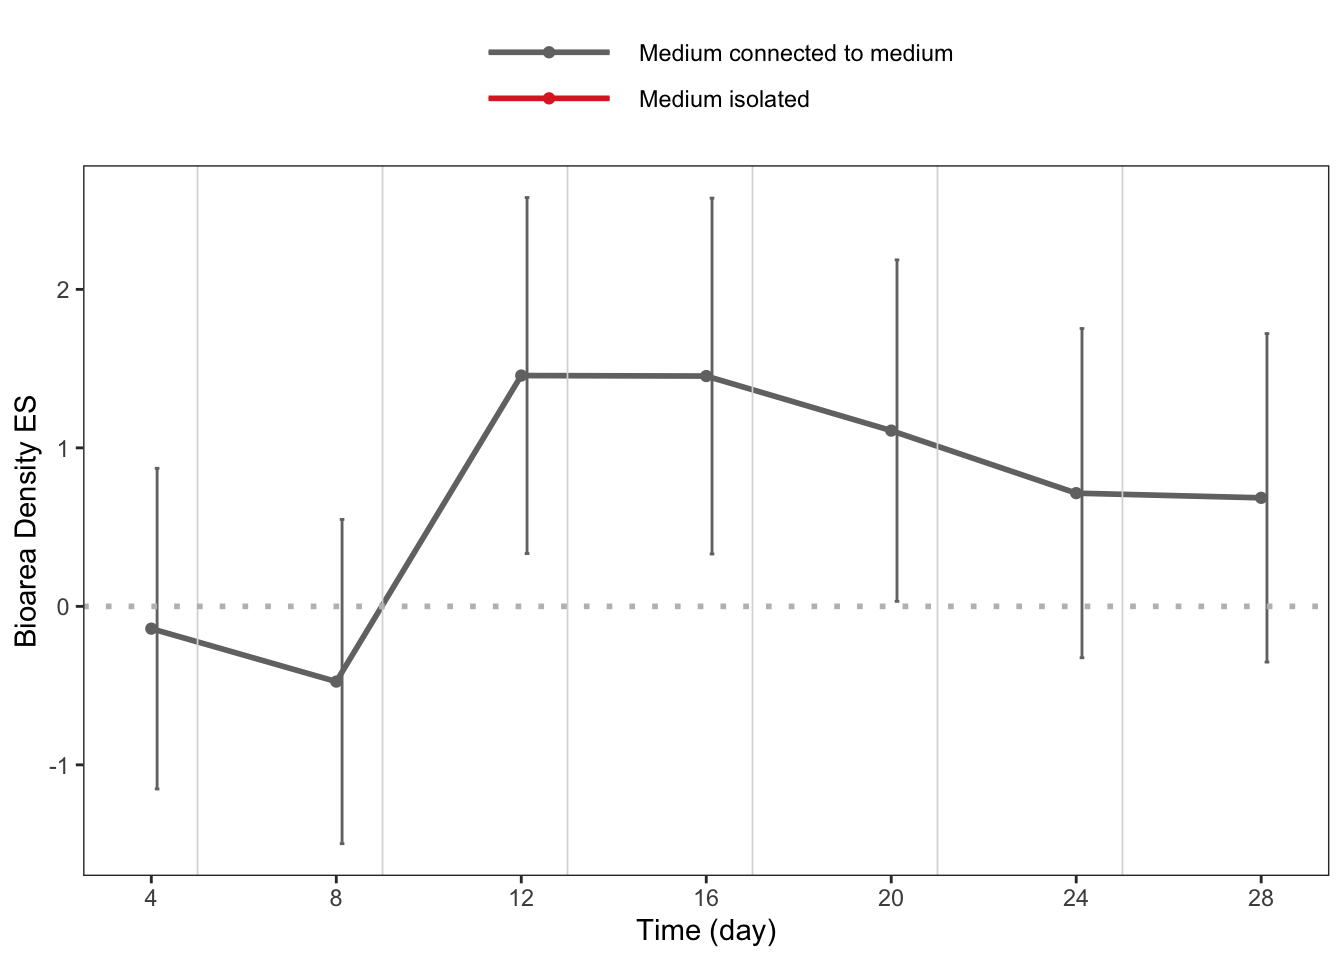 Medium connected to medium
Medium isolated
Bioarea Density ES
2
1
0
-1
4 8 12 16 20 24 28
Time (day)